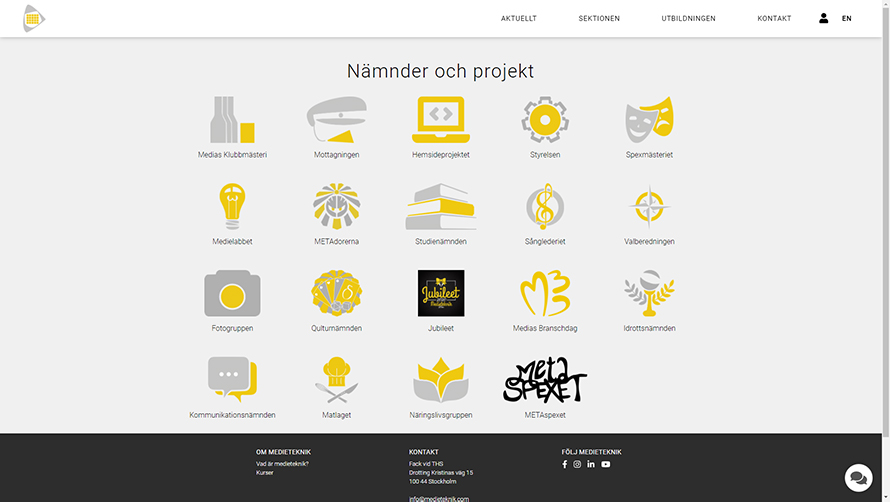 AKTUELLT SEKTIONEN UTBILDNINGEN KONTAKT EN
Nämnder och projekt
Medias Klubbmästeri Mottagningen Hemsideprojektet Styrelsen Spexmästeriet
Medielabbet METAdorerna Studienämnden Sånglederiet Valberedningen
Jubileet
Fotogruppen Qulturnämnden Jubileet Medias Branschdag Idrottsnämnden
META
SPEXET
Kommunikationsnämnden Matlaget Näringslivsgruppen METAspexet
OM MEDIETEKNIK KONTAKT FÖLJ MEDIETEKNIK
Vad är medieteknik? Fack vid THS
Kurser Drottning Kristinas väg 15
100 44 Stockholm
info@medieteknik.com